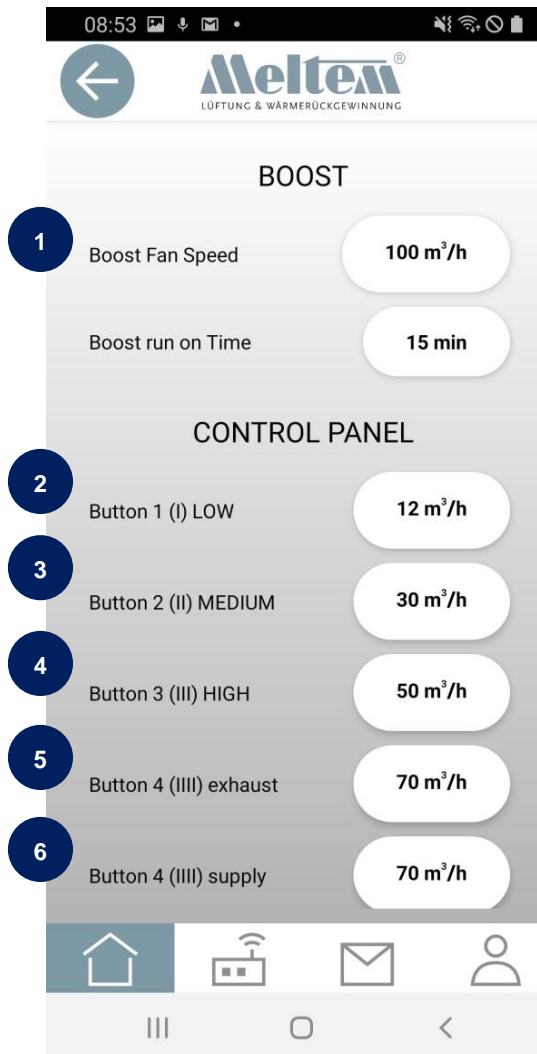 08:53
Meltem®
LÜFTUNG & WÄRMERÜCKGEWINNUNG
BOOST
1
Boost Fan Speed 100 m³/h
Boost run on Time 15 min
CONTROL PANEL
2
Button 1 (I) LOW 12 m³/h
3
Button 2 (II) MEDIUM 30 m³/h
4
Button 3 (III) HIGH 50 m³/h
5
Button 4 (IIII) exhaust 70 m³/h
6
Button 4 (IIII) supply 70 m³/h